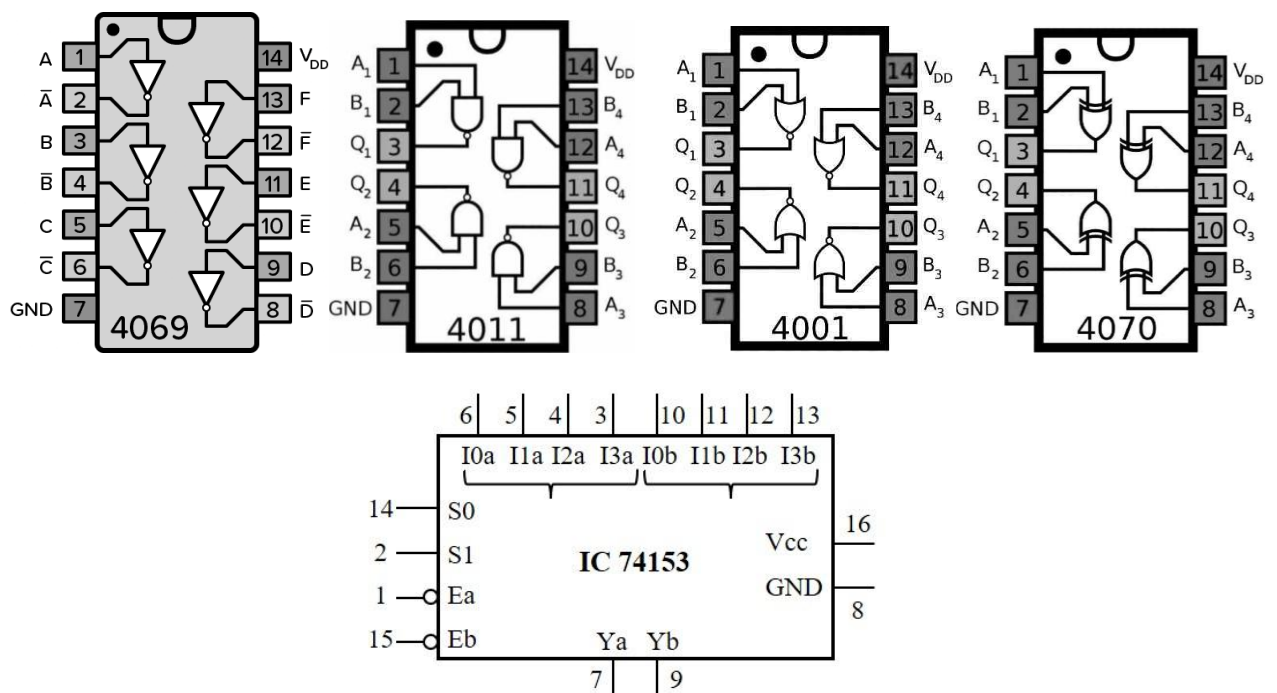 A 1 14 V_DD
A̅ 2 13 F
B 3 12 F̅
B̅ 4 11 E
C 5 10 E̅
C̅ 6 9 D
GND 7 8 D̅
4069
A₁ 1 14 V_DD
B₁ 2 13 B₄
Q₁ 3 12 A₄
Q₂ 4 11 Q₄
A₂ 5 10 Q₃
B₂ 6 9 B₃
GND 7 8 A₃
4011
A₁ 1 14 V_DD
B₁ 2 13 B₄
Q₁ 3 12 A₄
Q₂ 4 11 Q₄
A₂ 5 10 Q₃
B₂ 6 9 B₃
GND 7 8 A₃
4001
A₁ 1 14 V_DD
B₁ 2 13 B₄
Q₁ 3 12 A₄
Q₂ 4 11 Q₄
A₂ 5 10 Q₃
B₂ 6 9 B₃
GND 7 8 A₃
4070
6 5 4 3 10 11 12 13
I0a I1a I2a I3a I0b I1b I2b I3b
14 S0
2 S1
1 Ea
15 Eb
IC 74153
Vcc 16
GND 8
Ya Yb
7 9